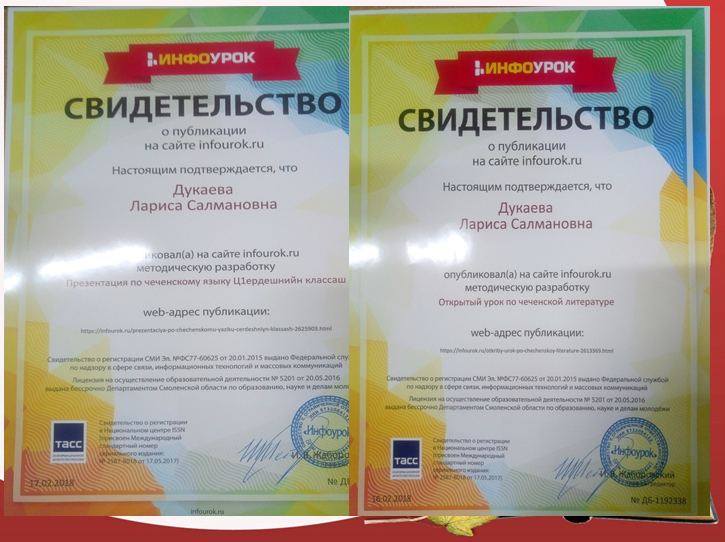 ИНФОУРОК
СВИДЕТЕЛЬСТВО
о публикации
на сайте infourok.ru
Настоящим подтверждается, что
Дукаева
Лариса Салмановна
иковал(а) на сайте infourok.ru
методическую разработку
Презентация по чеченскому языку Ц1ердешнийн классаш
web-адрес публикации:
https://infourok.ru/prezentaciya-po-chechenskomu-yaziku-cerdeshniyn-klassash-2625903.html
Свидетельство о регистрации СМИ Эл. №ФС77-60625 от 20.01.2015 выдано Федеральной слу
по надзору в сфере связи, информационных технологий и массовых коммуникаций
Лицензия на осуществление образовательной деятельности № 5201 от 20.05.2016
выдана бессрочно Департаментом Смоленской области по образованию, науке и делам моло
ТАСС
Свидетельство о регистрации
в Национальном центре ISSN
(присвоен Международный
стандартный номер
сериального издания:
№ 2587-8018 от 17.05.2017)
«Инфоурок
И. В. Жаборо
17.02.2018
№ ДБ
infourok.ru
ИНФОУРОК
СВИДЕТЕЛЬСТВО
о публикации
на сайте infourok.ru
Настоящим подтверждается, что
Дукаева
Лариса Салмановна
опубликовал(а) на сайте infourok.ru
методическую разработку
Открытый урок по чеченской литературе
web-адрес публикации:
https://infourok.ru/otkritiy-urok-po-chechenskoy-literature-2613369.html
Свидетельство о регистрации СМИ Эл. №ФС77-60625 от 20.01.2015 выдано Федеральной службой
по надзору в сфере связи, информационных технологий и массовых коммуникаций
Лицензия на осуществление образовательной деятельности № 5201 от 20.05.2016
выдана бессрочно Департаментом Смоленской области по образованию, науке и делам молодёжи
ТАСС
Свидетельство о регистрации
в Национальном центре ISSN
(присвоен Международный
стандартный номер
сериального издания:
№ 2587-8018 от 17.05.2017)
«Инфоурок»
И. В. Жаборовский
редактор
16.02.2018
№ ДБ-1192338